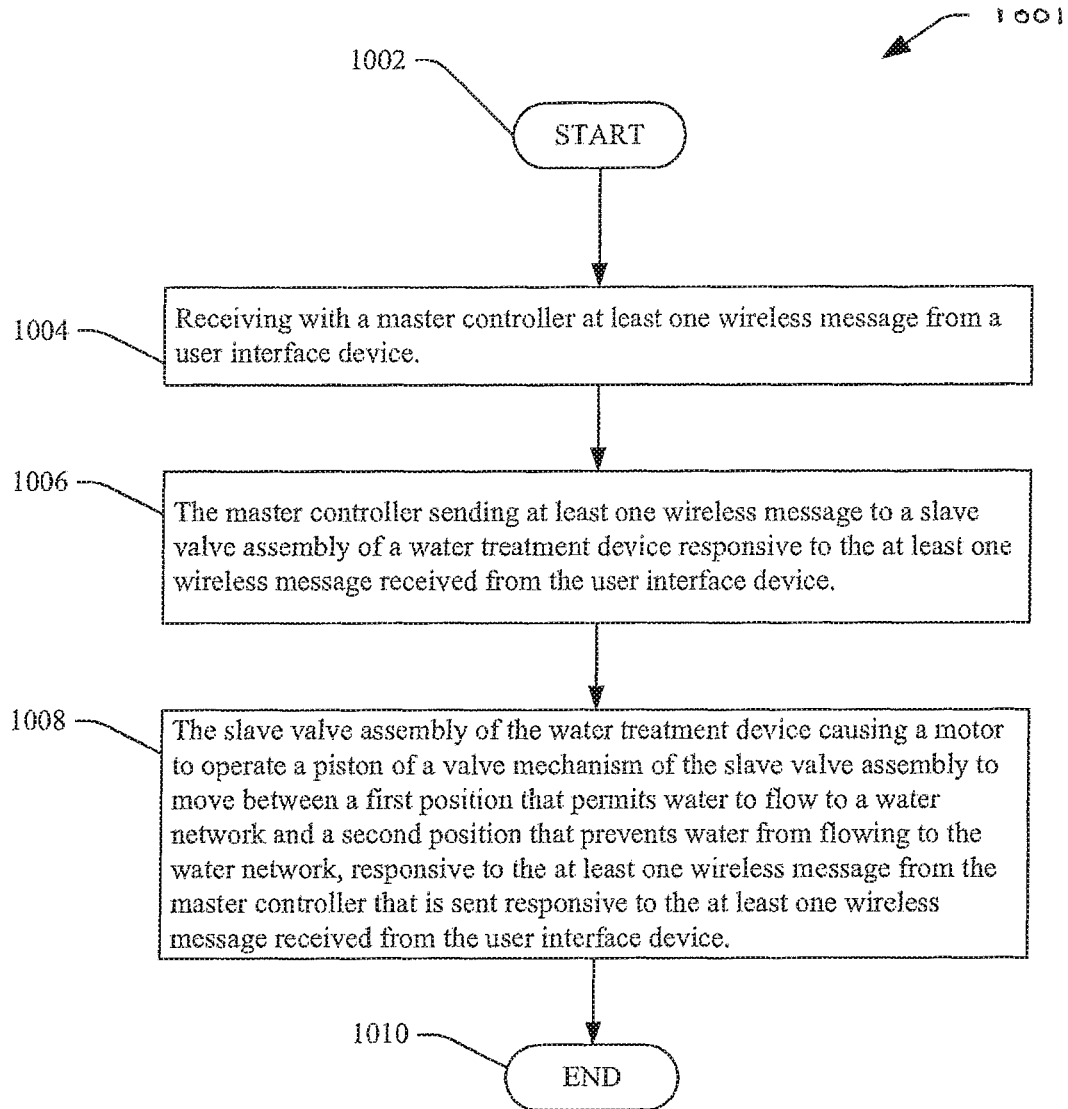 1001
1002
START
1004
Receiving with a master controller at least one wireless message from a
user interface device.
1006
The master controller sending at least one wireless message to a slave
valve assembly of a water treatment device responsive to the at least one
wireless message received from the user interface device.
1008
The slave valve assembly of the water treatment device causing a motor
to operate a piston of a valve mechanism of the slave valve assembly to
move between a first position that permits water to flow to a water
network and a second position that prevents water from flowing to the
water network, responsive to the at least one wireless message from the
master controller that is sent responsive to the at least one wireless
message received from the user interface device.
1010
END